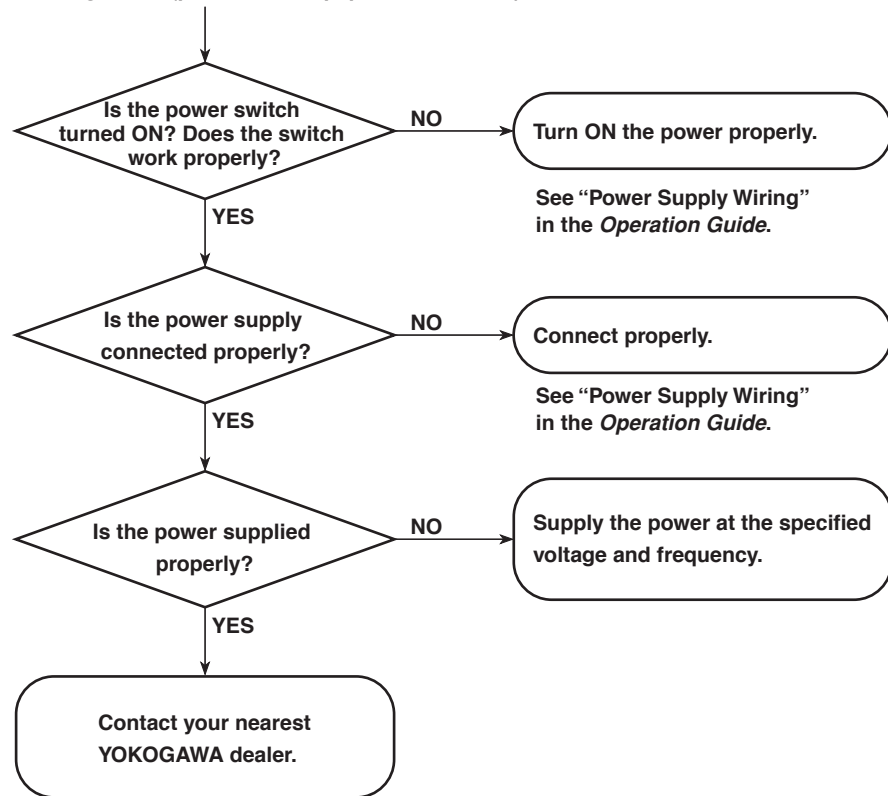 Is the power switch
turned ON? Does the switch
work properly?
NO
Turn ON the power properly.
See “Power Supply Wiring”
in the Operation Guide.
YES
Is the power supply
connected properly?
NO
Connect properly.
See “Power Supply Wiring”
in the Operation Guide.
YES
Is the power supplied
properly?
NO
Supply the power at the specified
voltage and frequency.
YES
Contact your nearest
YOKOGAWA dealer.